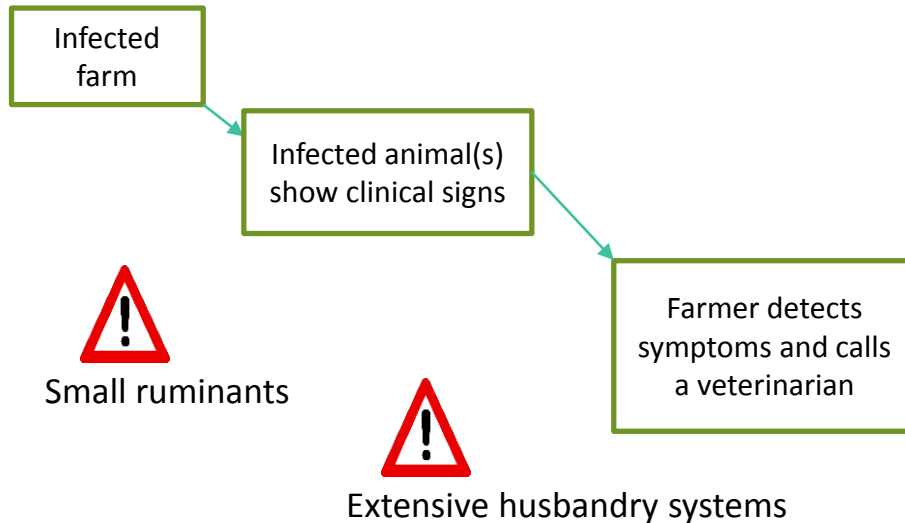 Infected
farm
Infected animal(s)
show clinical signs
Farmer detects
symptoms and calls
a veterinarian
!
Small ruminants
!
Extensive husbandry systems